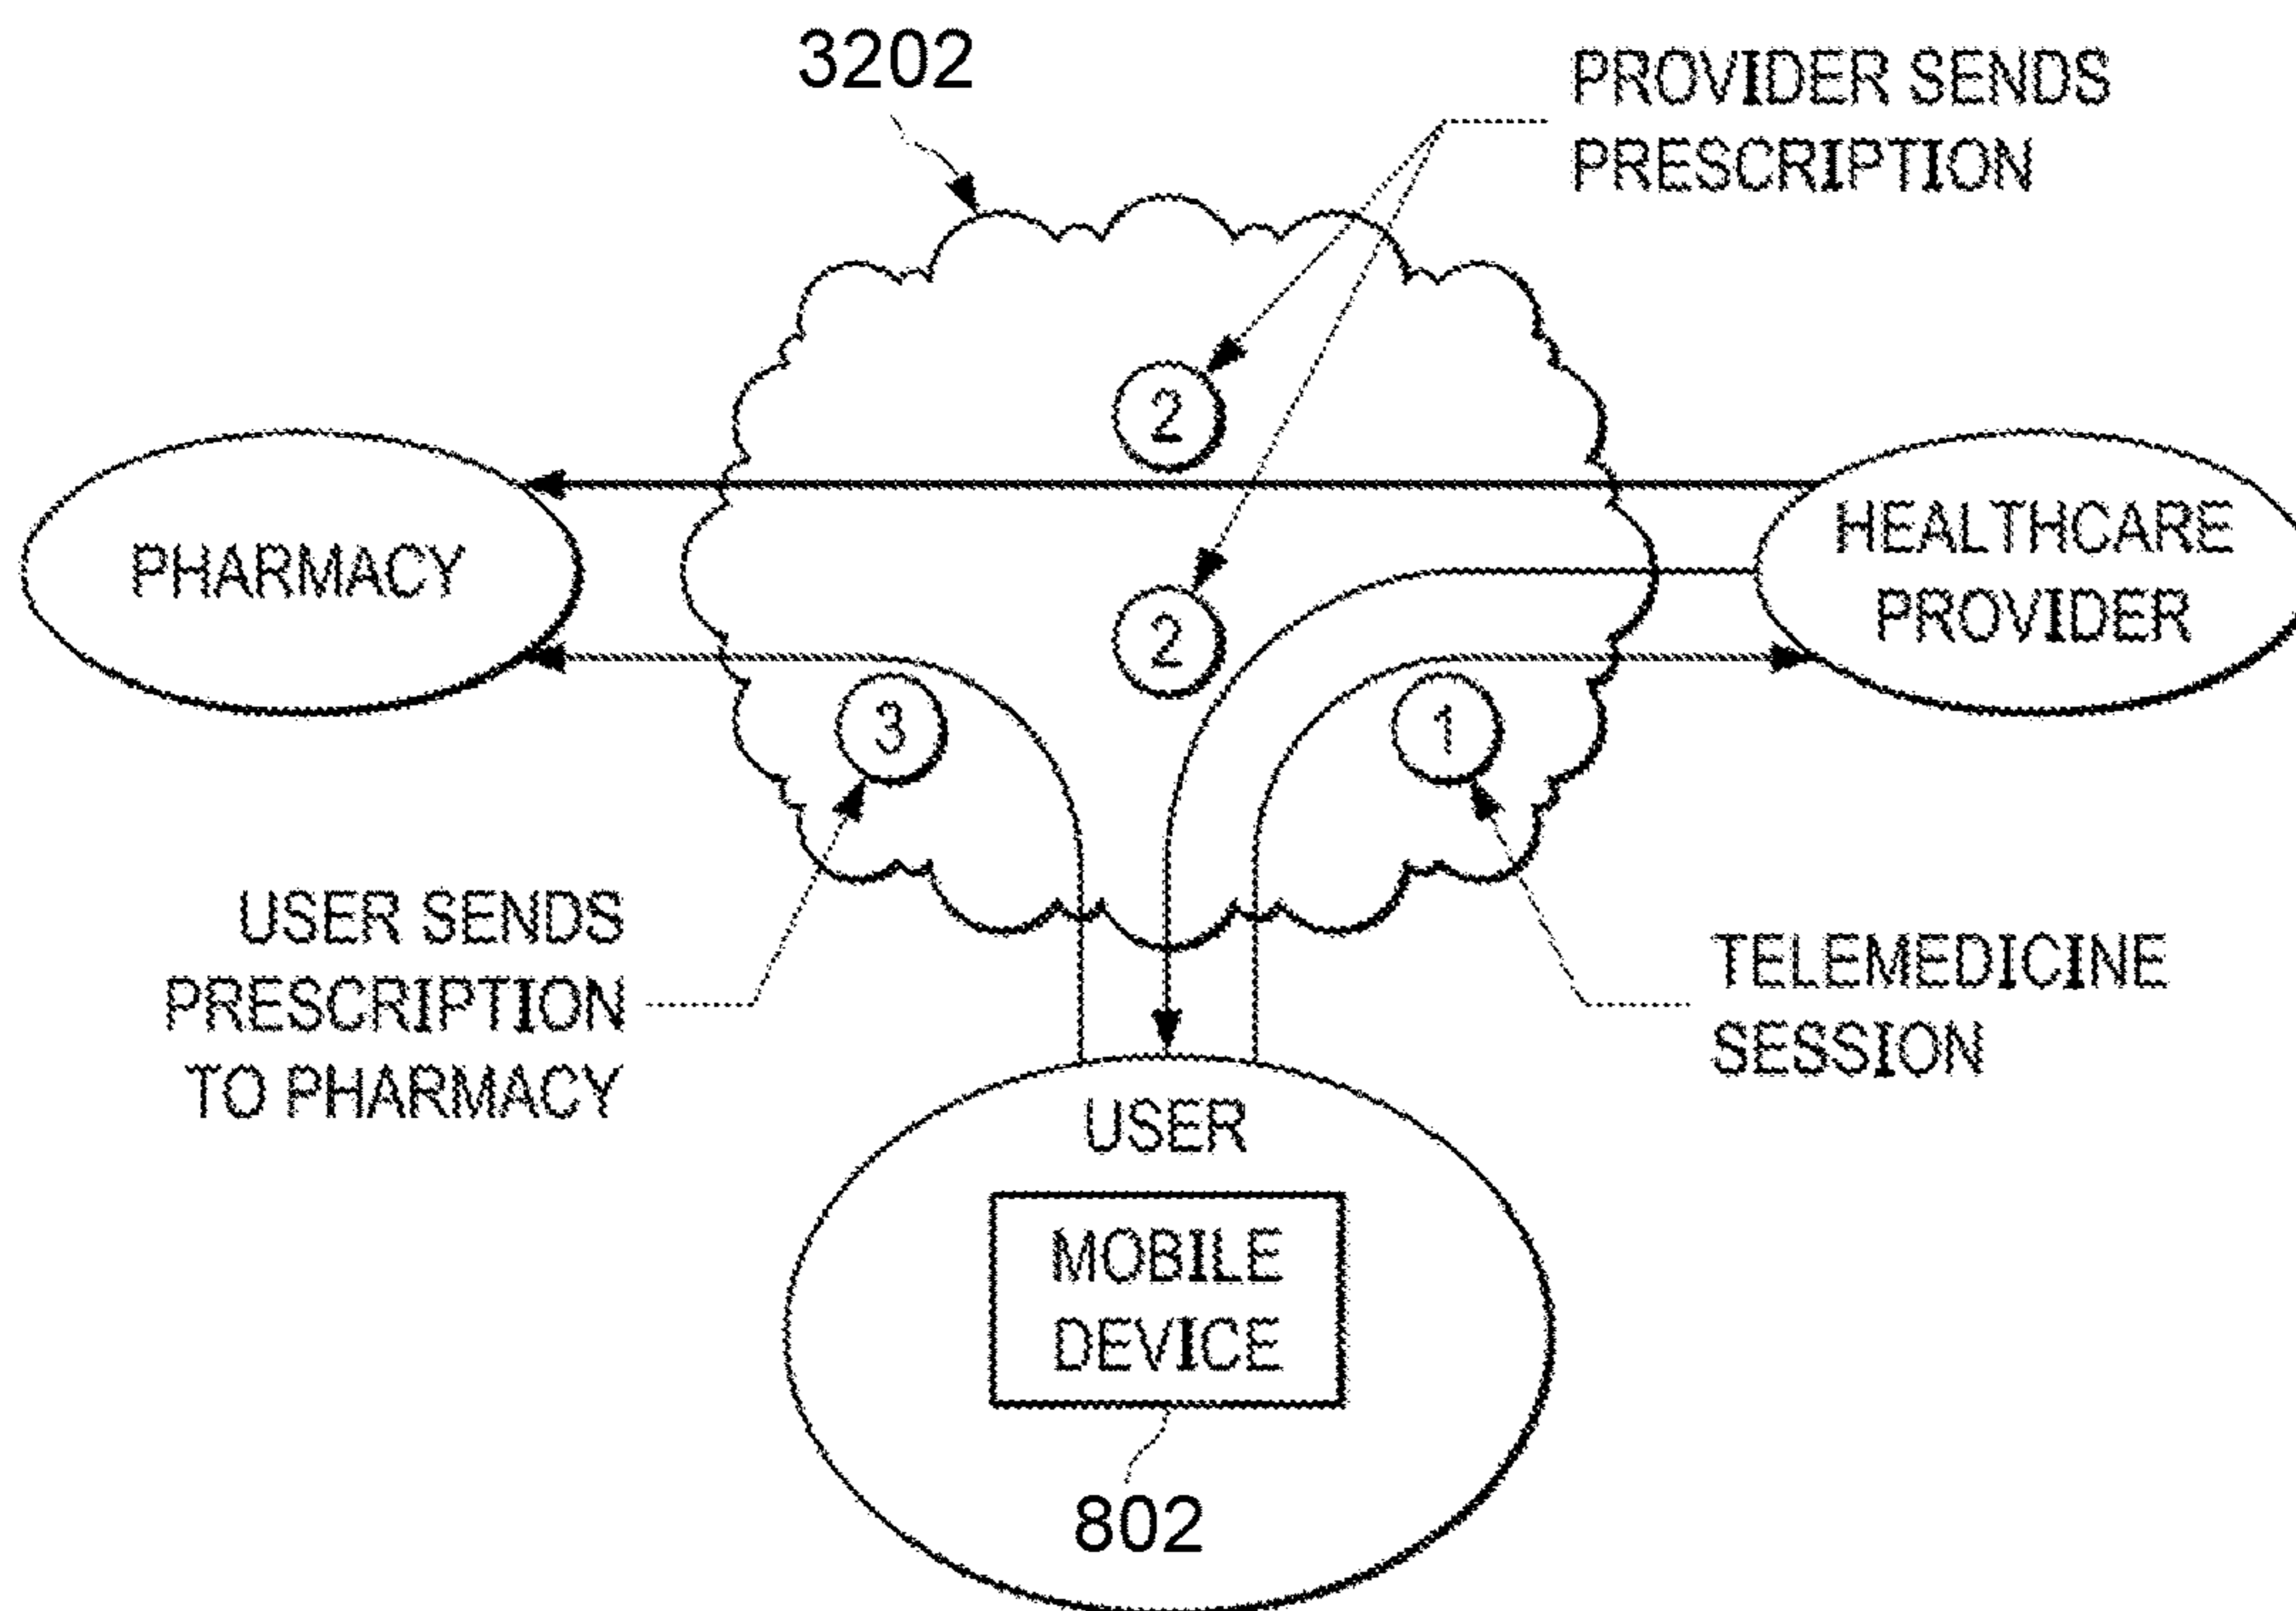 3202
PROVIDER SENDS
PRESCRIPTION
2
PHARMACY
HEALTHCARE
PROVIDER
2
3
1
USER SENDS
PRESCRIPTION
TO PHARMACY
TELEMEDICINE
SESSION
USER
MOBILE
DEVICE
802